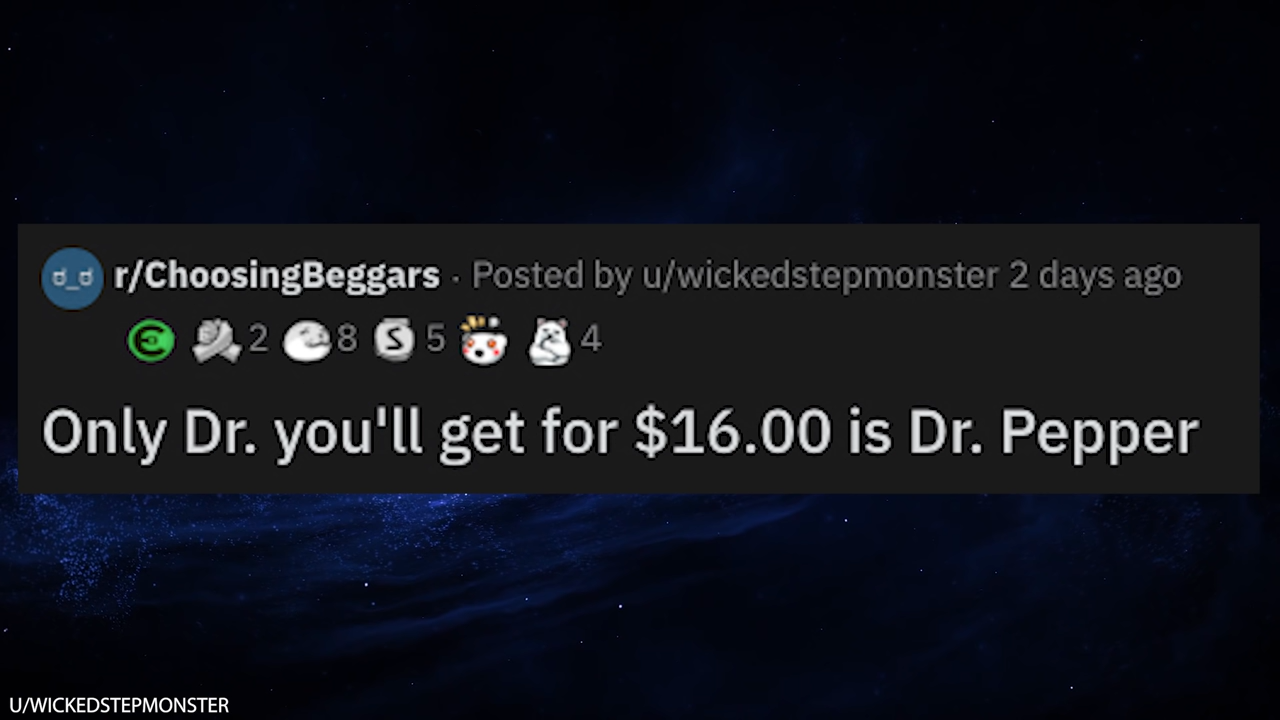 r/ChoosingBeggars · Posted by u/wickedstepmonster 2 days ago
2 8 S 5 4
Only Dr. you'll get for $16.00 is Dr. Pepper
U/WICKEDSTEPMONSTER